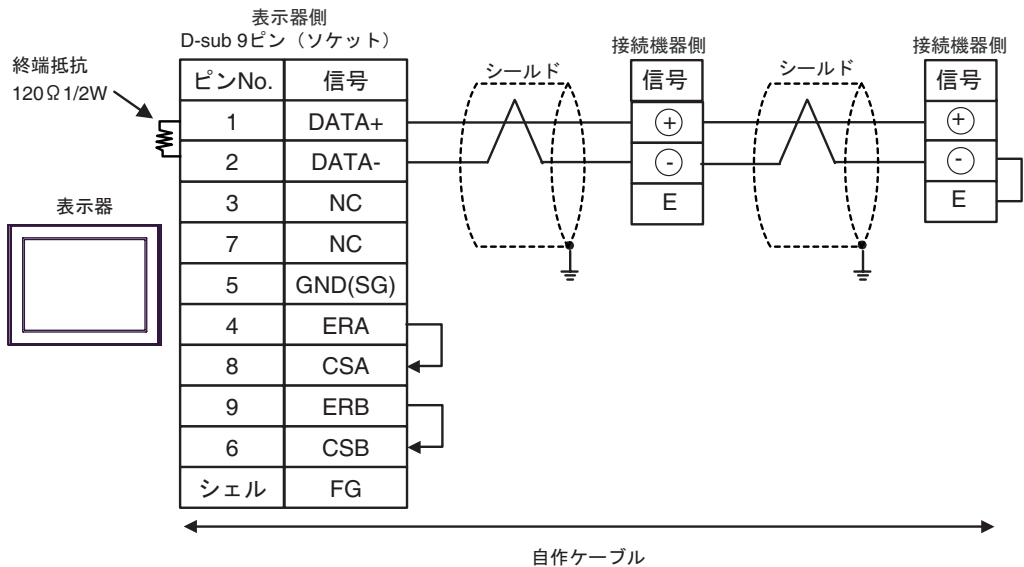 表示器側
D-sub 9ピン（ソケット）
終端抵抗
120Ω1/2W
ピンNo. 信号
1 DATA+
2 DATA-
3 NC
7 NC
5 GND(SG)
4 ERA
8 CSA
9 ERB
6 CSB
シェル FG
表示器
シールド
接続機器側
信号
+
-
E
シールド
接続機器側
信号
+
-
E
自作ケーブル